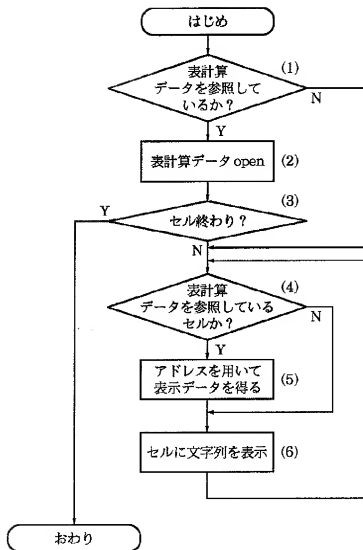 はじめ
(1)
表計算
データを参照して
いるか？
N
Y
表計算データ open
(2)
(3)
Y
セル終わり？
N
(4)
表計算
データを参照している
セルか？
N
Y
アドレスを用いて
表示データを得る
(5)
セルに文字列を表示
(6)
おわり